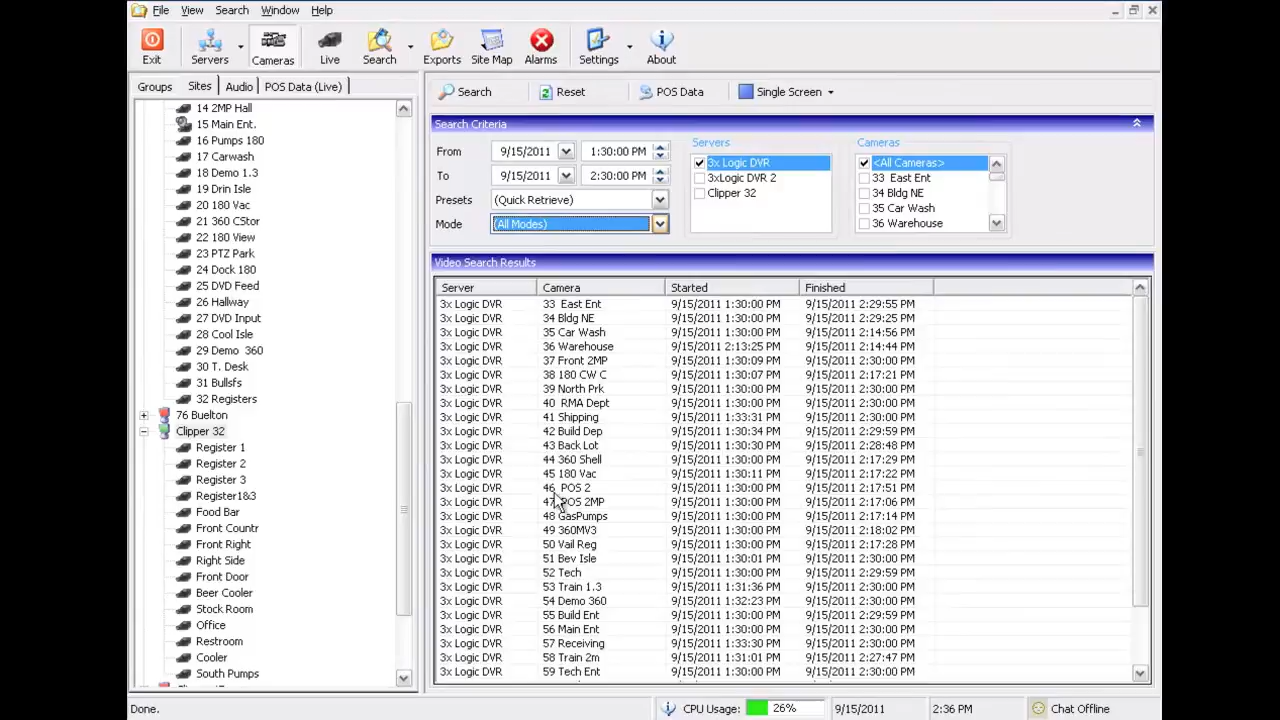 File View Search Window Help
Exit Servers Cameras Live Search Exports Site Map Alarms Settings About
Groups Sites Audio POS Data (Live)
14 2MP Hall
15 Main Ent.
16 Pumps 180
17 Carwash
18 Demo 1.3
19 Drin Isle
20 180 Vac
21 360 CStor
22 180 View
23 PTZ Park
24 Dock 180
25 DVD Feed
26 Hallway
27 DVD Input
28 Cool Isle
29 Demo 360
30 T. Desk
31 Bullsfs
32 Registers
76 Buelton
Clipper 32
Register 1
Register 2
Register 3
Register1&3
Food Bar
Front Countr
Front Right
Right Side
Front Door
Beer Cooler
Stock Room
Office
Restroom
Cooler
South Pumps
Search Reset POS Data Single Screen
Search Criteria
From 9/15/2011 1:30:00 PM
To 9/15/2011 2:30:00 PM
Presets (Quick Retrieve)
Mode (All Modes)
Servers
3x Logic DVR
3xLogic DVR 2
Clipper 32
Cameras
<All Cameras>
33 East Ent
34 Bldg NE
35 Car Wash
36 Warehouse
Video Search Results
Server Camera Started Finished
3x Logic DVR 33 East Ent 9/15/2011 1:30:00 PM 9/15/2011 2:29:55 PM
3x Logic DVR 34 Bldg NE 9/15/2011 1:30:00 PM 9/15/2011 2:29:25 PM
3x Logic DVR 35 Car Wash 9/15/2011 1:30:00 PM 9/15/2011 2:14:56 PM
3x Logic DVR 36 Warehouse 9/15/2011 2:13:25 PM 9/15/2011 2:14:44 PM
3x Logic DVR 37 Front 2MP 9/15/2011 1:30:09 PM 9/15/2011 2:30:00 PM
3x Logic DVR 38 180 CW C 9/15/2011 1:30:07 PM 9/15/2011 2:17:21 PM
3x Logic DVR 39 North Prk 9/15/2011 1:30:00 PM 9/15/2011 2:30:00 PM
3x Logic DVR 40 RMA Dept 9/15/2011 1:30:00 PM 9/15/2011 2:30:00 PM
3x Logic DVR 41 Shipping 9/15/2011 1:33:31 PM 9/15/2011 2:30:00 PM
3x Logic DVR 42 Build Dep 9/15/2011 1:30:34 PM 9/15/2011 2:29:59 PM
3x Logic DVR 43 Back Lot 9/15/2011 1:30:30 PM 9/15/2011 2:28:48 PM
3x Logic DVR 44 360 Shell 9/15/2011 1:30:00 PM 9/15/2011 2:17:29 PM
3x Logic DVR 45 180 Vac 9/15/2011 1:30:11 PM 9/15/2011 2:17:22 PM
3x Logic DVR 46 POS 2 9/15/2011 1:30:00 PM 9/15/2011 2:17:51 PM
3x Logic DVR 47 POS 2MP 9/15/2011 1:30:00 PM 9/15/2011 2:17:06 PM
3x Logic DVR 48 GasPumps 9/15/2011 1:30:00 PM 9/15/2011 2:17:14 PM
3x Logic DVR 49 360MV3 9/15/2011 1:30:00 PM 9/15/2011 2:18:02 PM
3x Logic DVR 50 Vail Reg 9/15/2011 1:30:00 PM 9/15/2011 2:17:28 PM
3x Logic DVR 51 Bev Isle 9/15/2011 1:30:01 PM 9/15/2011 2:30:00 PM
3x Logic DVR 52 Tech 9/15/2011 1:30:00 PM 9/15/2011 2:29:59 PM
3x Logic DVR 53 Train 1.3 9/15/2011 1:31:36 PM 9/15/2011 2:30:00 PM
3x Logic DVR 54 Demo 360 9/15/2011 1:32:23 PM 9/15/2011 2:30:00 PM
3x Logic DVR 55 Build Ent 9/15/2011 1:30:00 PM 9/15/2011 2:30:00 PM
3x Logic DVR 56 Main Ent 9/15/2011 1:30:00 PM 9/15/2011 2:30:00 PM
3x Logic DVR 57 Receiving 9/15/2011 1:33:30 PM 9/15/2011 2:30:00 PM
3x Logic DVR 58 Train 2m 9/15/2011 1:31:01 PM 9/15/2011 2:27:47 PM
3x Logic DVR 59 Tech Ent 9/15/2011 1:30:00 PM 9/15/2011 2:30:00 PM
Done. CPU Usage: 26% 9/15/2011 2:36 PM Chat Offline